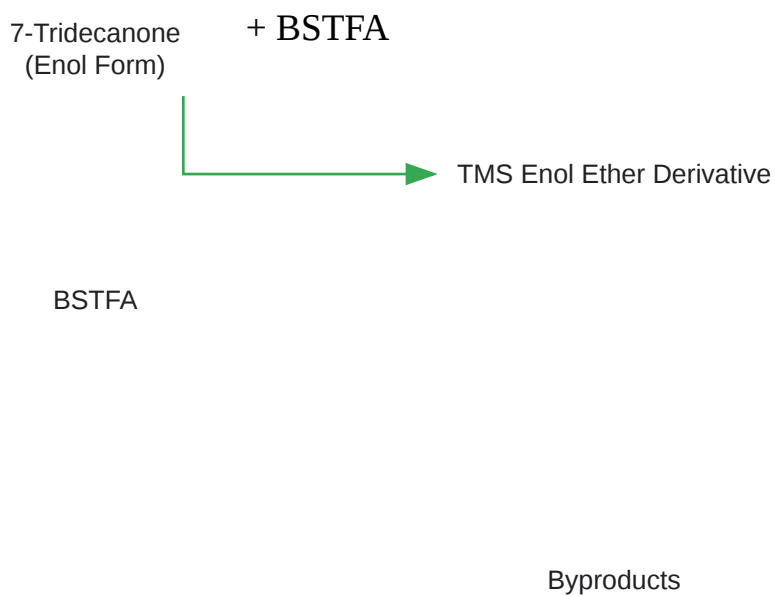 7-Tridecanone
(Enol Form)
+ BSTFA
TMS Enol Ether Derivative
BSTFA
Byproducts